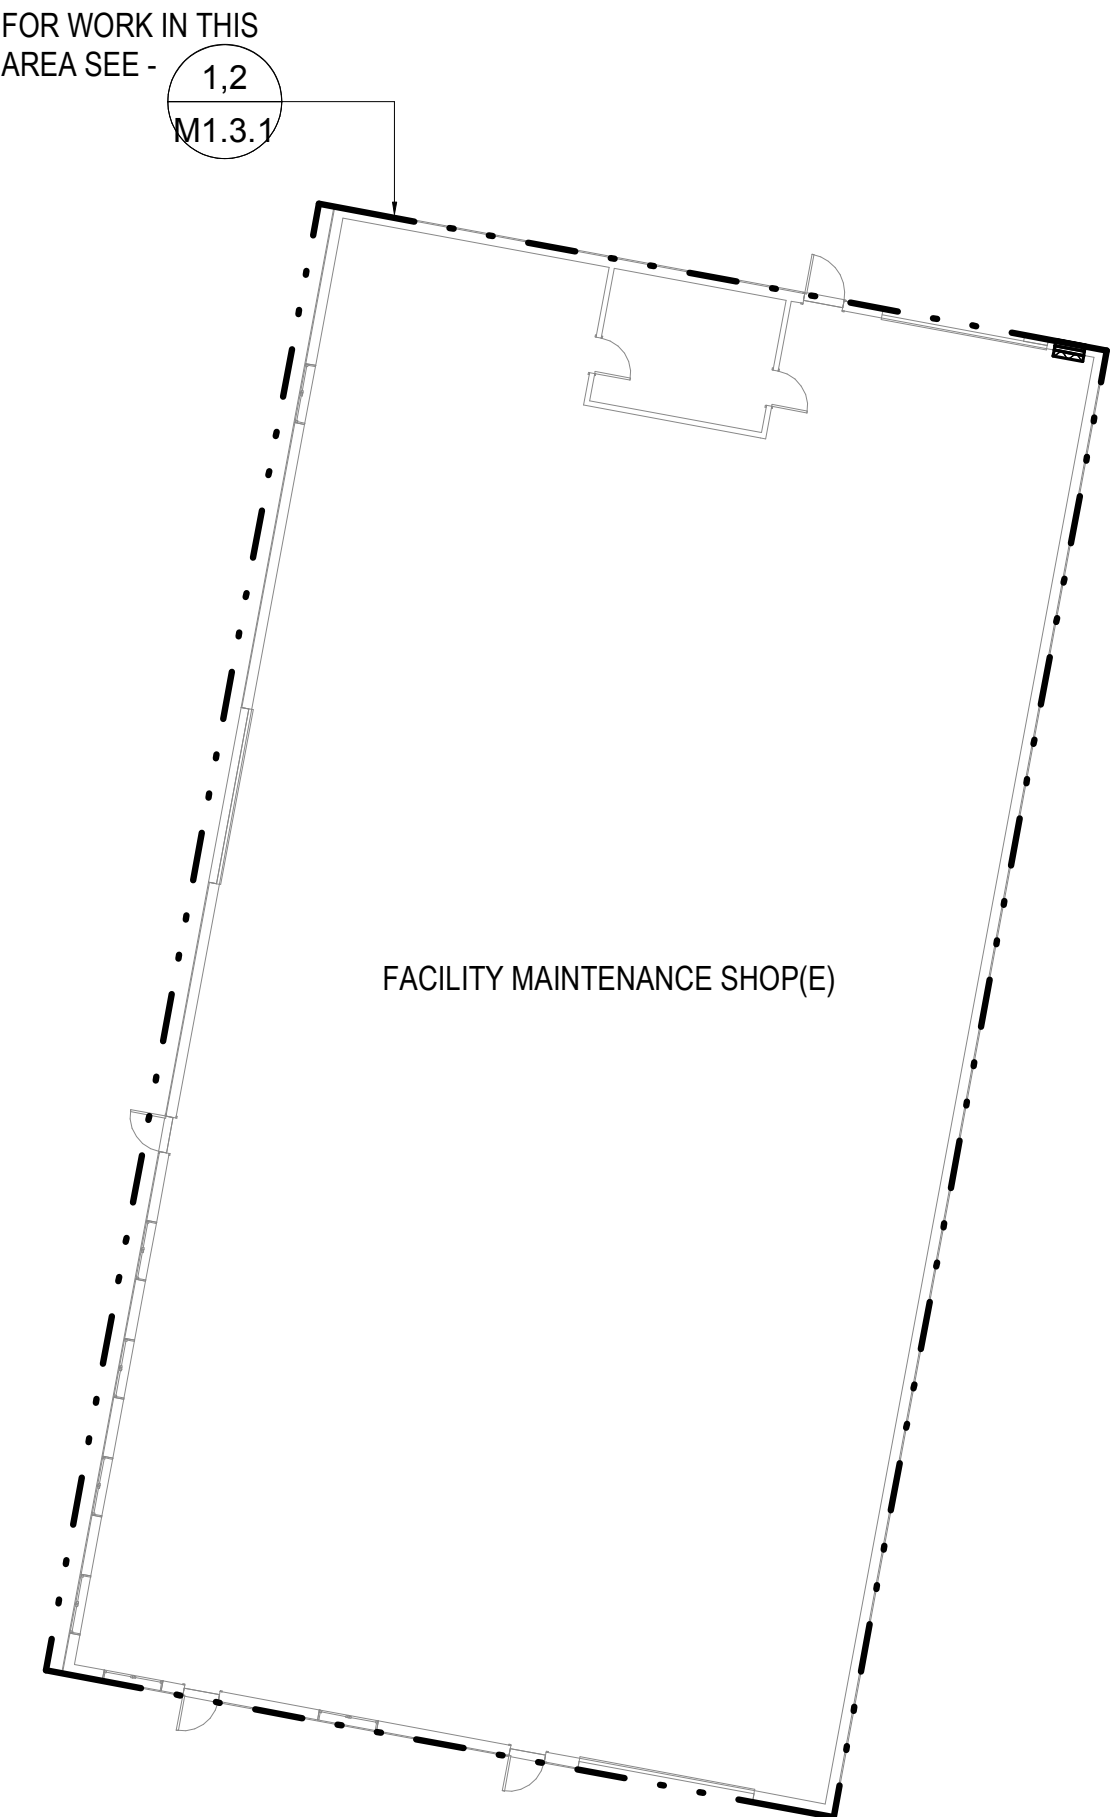 FOR WORK IN THIS
AREA SEE -
1,2
M1.3.1
FACILITY MAINTENANCE SHOP(E)